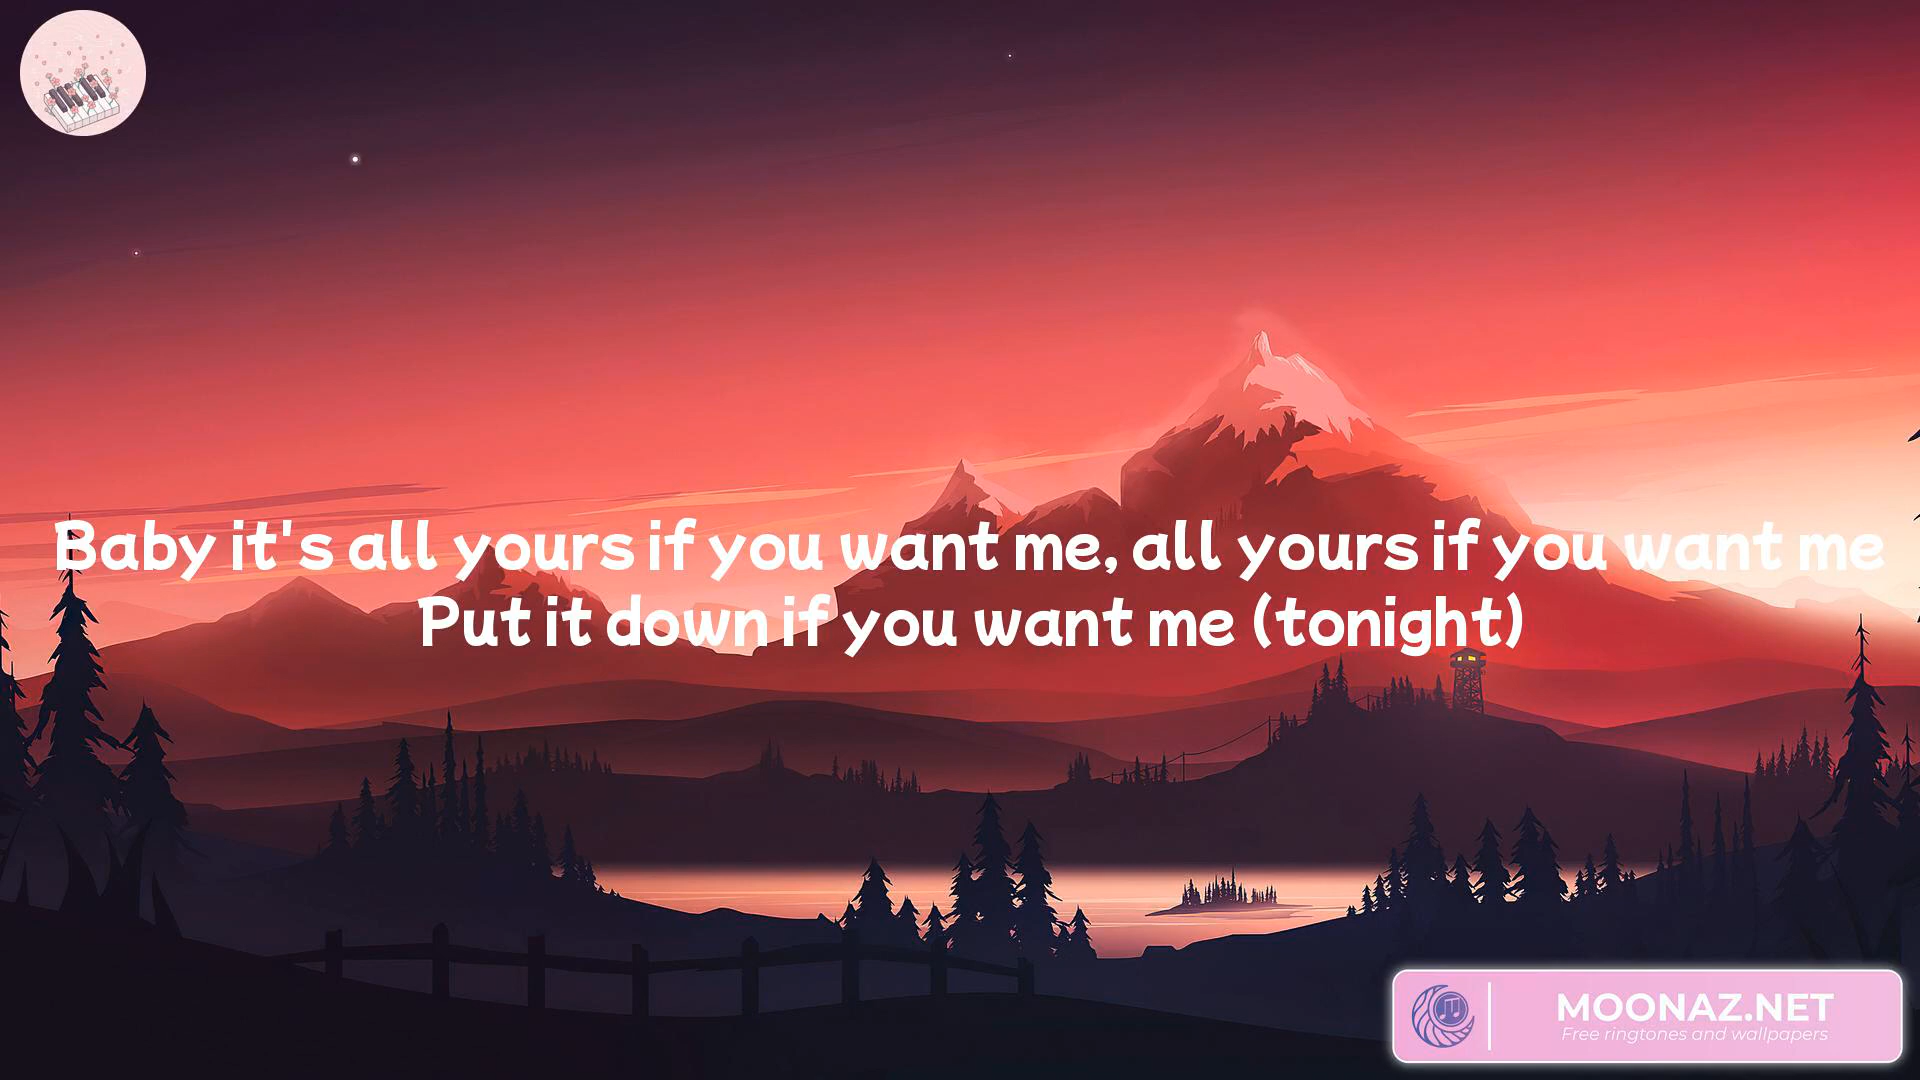 Baby it's all yours if you want me, all yours if you want me
Put it down if you want me (tonight)
MOONAZ.NET
Free ringtones and wallpapers